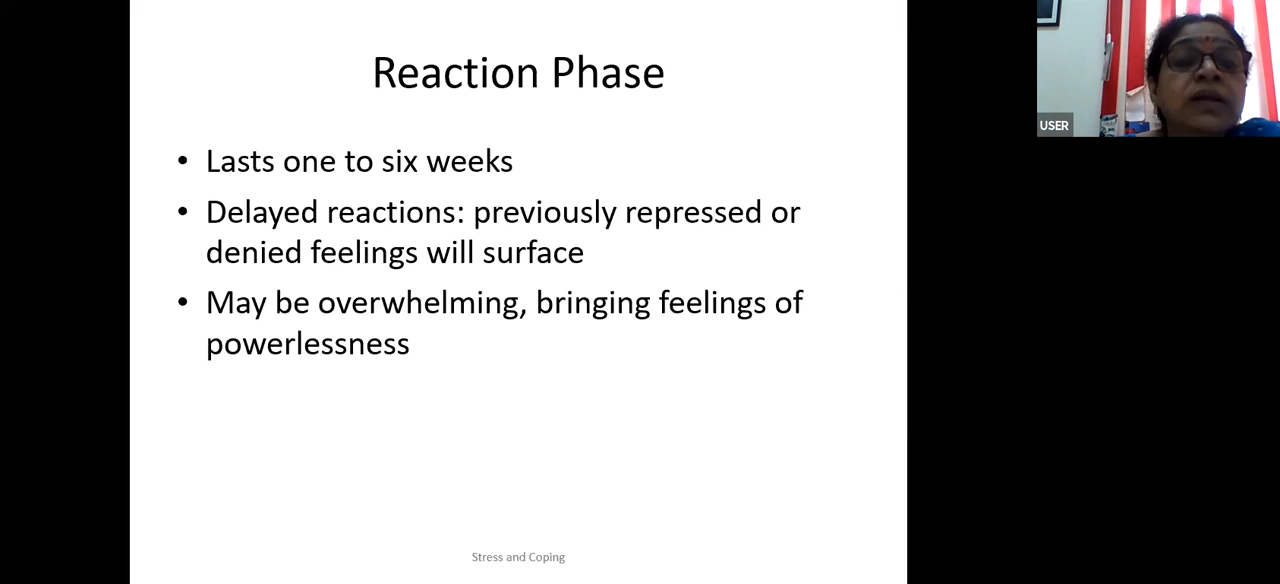 Reaction Phase
• Lasts one to six weeks
• Delayed reactions: previously repressed or
denied feelings will surface
• May be overwhelming, bringing feelings of
powerlessness
Stress and Coping
USER